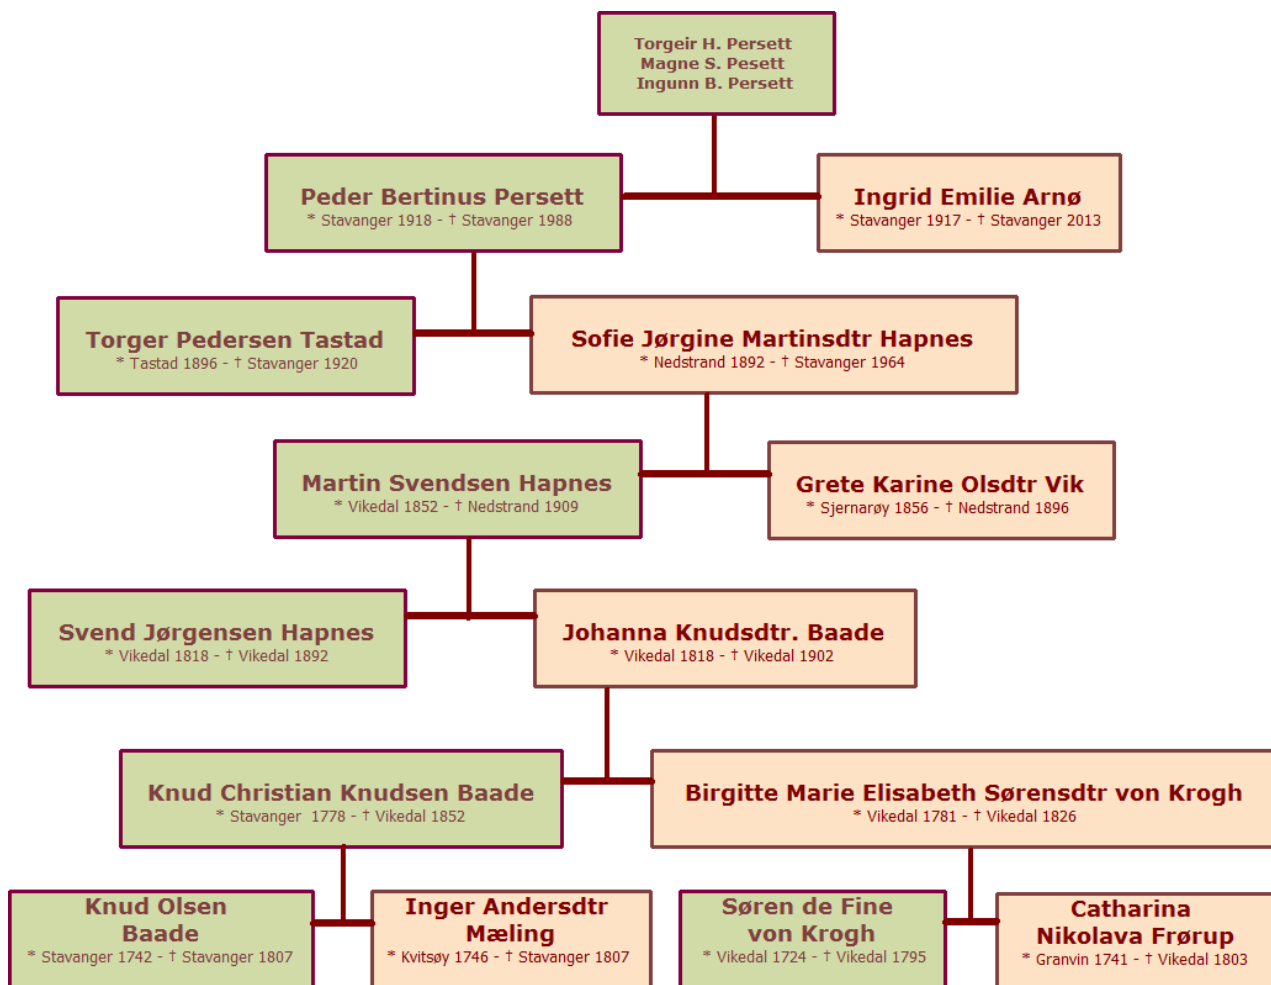 Torgeir H. Persett
Magne S. Pesett
Ingunn B. Persett
Peder Bertinus Persett
* Stavanger 1918 - † Stavanger 1988
Ingrid Emilie Arnø
* Stavanger 1917 - † Stavanger 2013
Torger Pedersen Tastad
* Tastad 1896 - † Stavanger 1920
Sofie Jørgine Martinsdtr Hapnes
* Nedstrand 1892 - † Stavanger 1964
Martin Svendsen Hapnes
* Vikedal 1852 - † Nedstrand 1909
Grete Karine Olsdtr Vik
* Sjernarøy 1856 - † Nedstrand 1896
Svend Jørgensen Hapnes
* Vikedal 1818 - † Vikedal 1892
Johanna Knudsdtr. Baade
* Vikedal 1818 - † Vikedal 1902
Knud Christian Knudsen Baade
* Stavanger 1778 - † Vikedal 1852
Birgitte Marie Elisabeth Sørensdtr von Krogh
* Vikedal 1781 - † Vikedal 1826
Knud Olsen
Baade
* Stavanger 1742 - † Stavanger 1807
Inger Andersdtr
Mæling
* Kvitsøy 1746 - † Stavanger 1807
Søren de Fine
von Krogh
* Vikedal 1724 - † Vikedal 1795
Catharina
Nikolava Frørup
* Granvin 1741 - † Vikedal 1803